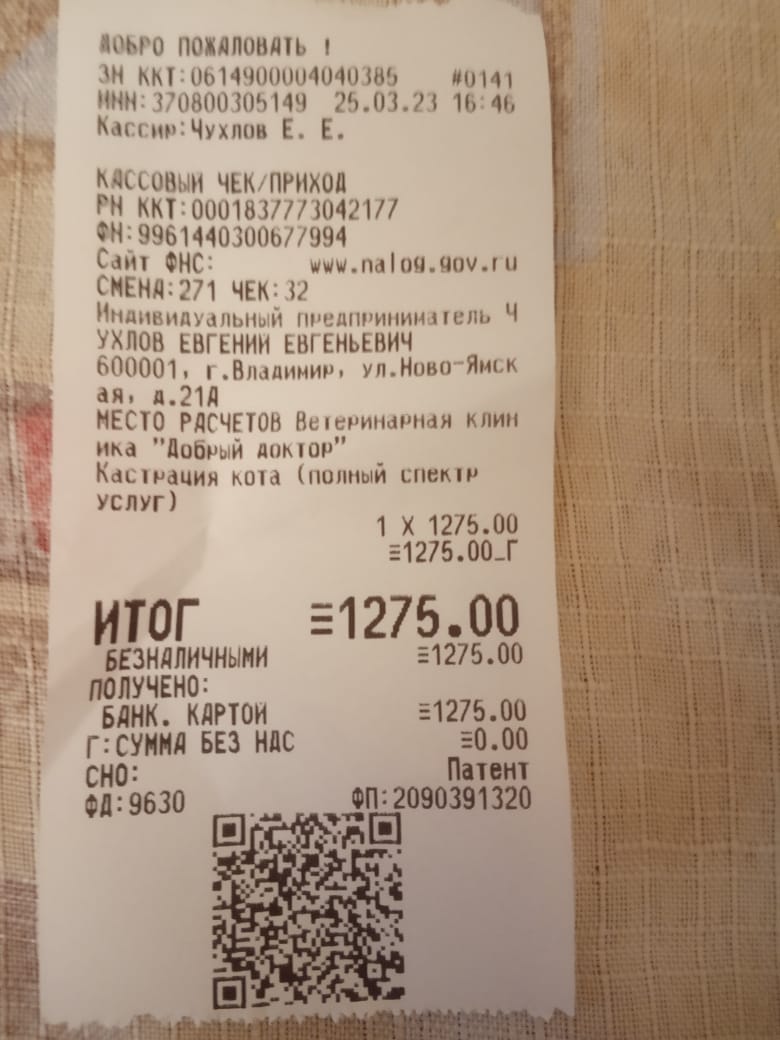 ДОБРО ПОЖАЛОВАТЬ !
ЗН ККТ:0614900004040385 #0141
ИНН:370800305149 25.03.23 16:46
Кассир:Чухлов Е. Е.
КАССОВЫЙ ЧЕК/ПРИХОД
РН ККТ:0001837773042177
ФН:9961440300677994
Сайт ФНС: www.nalog.gov.ru
СМЕНА:271 ЧЕК:32
Индивидуальный предприниматель Ч
УХЛОВ ЕВГЕНИЙ ЕВГЕНЬЕВИЧ
600001, г.Владимир, ул.Ново-Ямск
ая, д.21А
МЕСТО РАСЧЕТОВ Ветеринарная клин
ика "Добрый доктор"
Кастрация кота (полный спектр
услуг)
1 X 1275.00
≡1275.00_Г
ИТОГ ≡1275.00
БЕЗНАЛИЧНЫМИ ≡1275.00
ПОЛУЧЕНО:
БАНК. КАРТОЙ ≡1275.00
Г:СУММА БЕЗ НДС ≡0.00
СНО: Патент
ФД:9630 ФП:2090391320